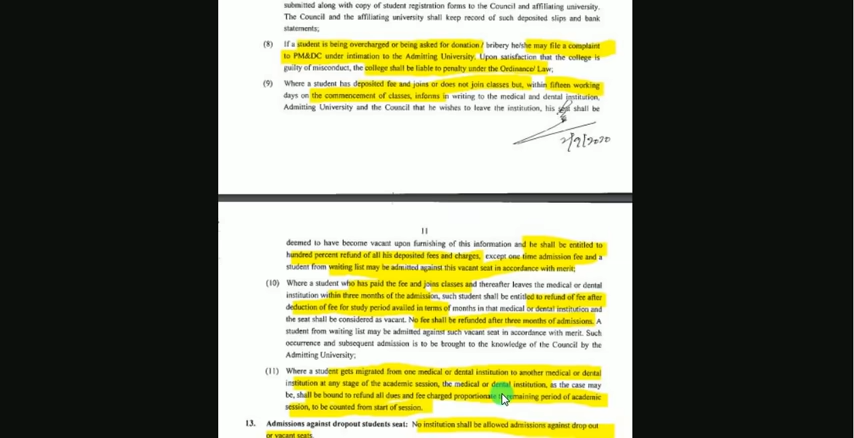 submitted along with copy of student registration forms to the Council and affiliating university.
The Council and the affiliating university shall keep record of such deposited slips and bank
statements;
(8) If a student is being overcharged or being asked for donation/ bribery he/she may file a complaint
to PM&DC under intimation to the Admitting University. Upon satisfaction that the college is
guilty of misconduct, the college shall be liable to penalty under the Ordinance/ Law;
(9) Where a student has deposited fee and joins or does not join classes but, within fifteen working
days on the commencement of classes, informs in writing to the medical and dental institution,
Admitting University and the Council that he wishes to leave the institution, his seat shall be
2/9/2020
11
deemed to have become vacant upon furnishing of this information and he shall be entitled to
hundred percent refund of all his deposited fees and charges, except one time admission fee and a
student from waiting list may be admitted against this vacant seat in accordance with merit;
(10) Where a student who has paid the fee and joins classes and thereafter leaves the medical or dental
institution within three months of the admission, such student shall be entitled to refund of fee after
deduction of fee for study period availed in terms of months in that medical or dental institution and
the seat shall be considered as vacant. No fee shall be refunded after three months of admissions. A
student from waiting list may be admitted against such vacant seat in accordance with merit. Such
occurrence and subsequent admission is to be brought to the knowledge of the Council by the
Admitting University;
(11) Where a student gets migrated from one medical or dental institution to another medical or dental
institution at any stage of the academic session, the medical or dental institution, as the case may
be, shall be bound to refund all dues and fee charged proportionate remaining period of academic
session, to be counted from start of session.
13. Admissions against dropout students seat: No institution shall be allowed admissions against drop out
or vacant seats.